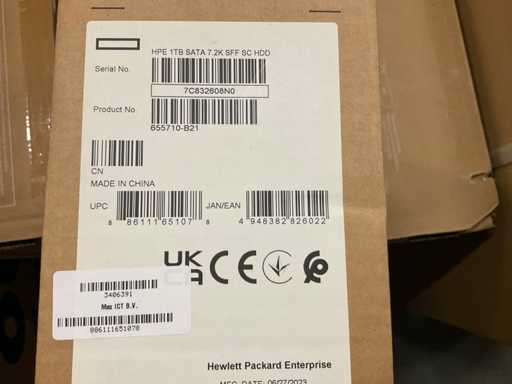 HPE 1TB SATA 7.2K SFF SC HDD
Serial No.
7C832608N0
Product No.
655710-B21
CN
MADE IN CHINA
UPC
8 86111 65107 8
JAN/EAN
4 948382 826022
UK
CA
CE
3406391
Maz ICT B.V.
886111651078
Hewlett Packard Enterprise
MFG. DATE: 06/27/2023